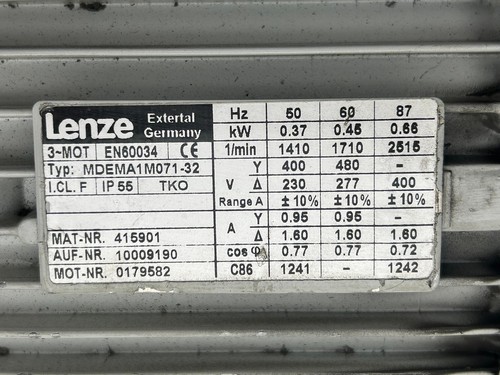 Lenze Extertal Germany Hz 50 60 87
kW 0.37 0.45 0.66
3~MOT EN60034 CE 1/min 1410 1710 2515
Typ: MDEMA1M071-32 Y 400 480 -
I.CL. F IP 55 TKO V Δ 230 277 400
Range A ±10% ±10% ±10%
A Y 0.95 0.95 -
MAT-NR. 415901 Δ 1.60 1.60 1.60
AUF-NR. 10009190 cos φ 0.77 0.77 0.72
MOT-NR. 0179582 C86 1241 - 1242